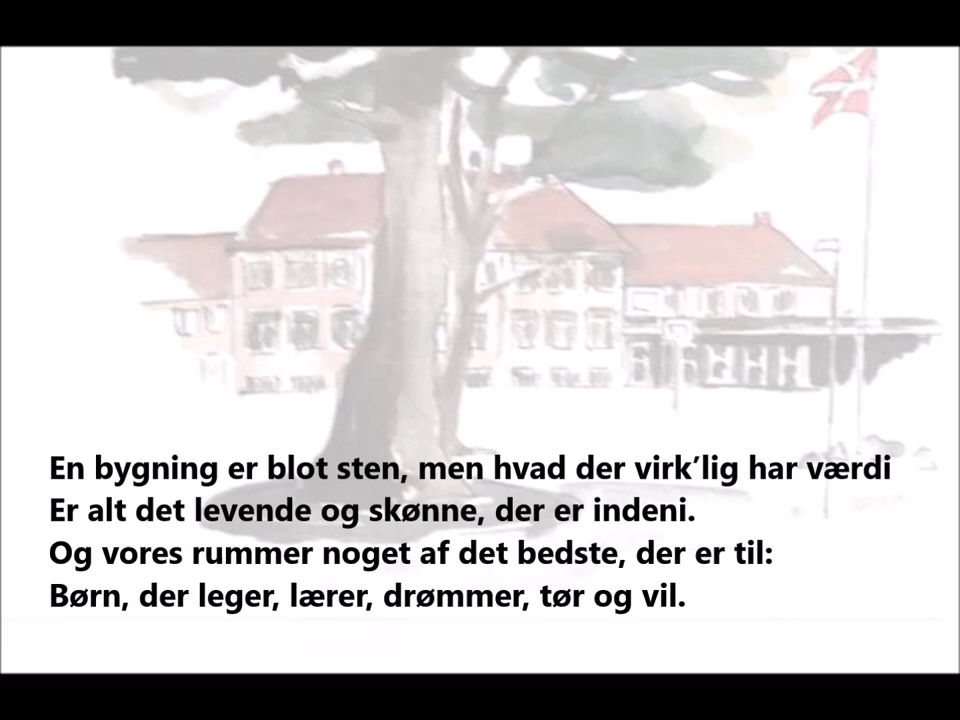 En bygning er blot sten, men hvad der virk’lig har værdi
Er alt det levende og skønne, der er indeni.
Og vores rummer noget af det bedste, der er til:
Børn, der leger, lærer, drømmer, tør og vil.